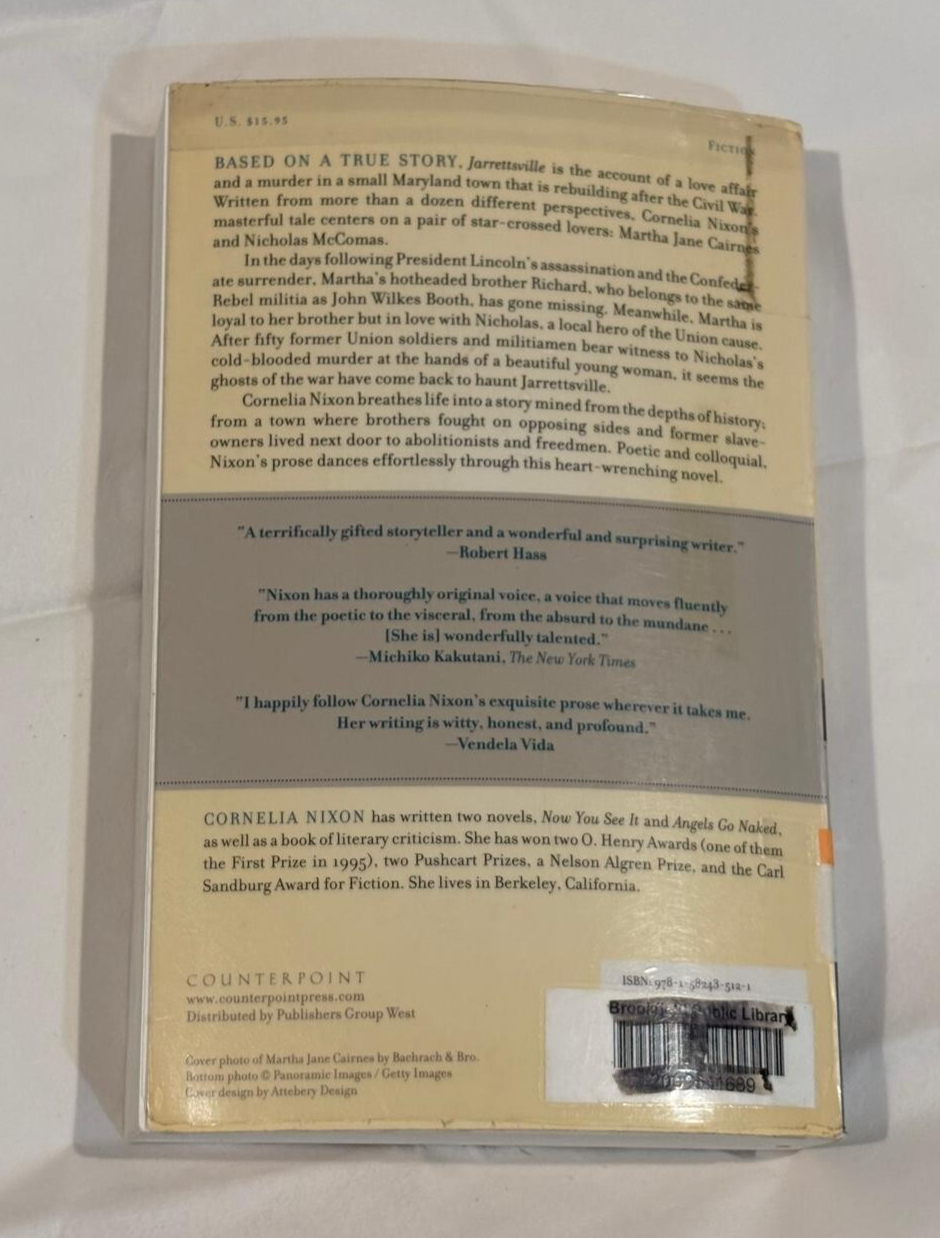 U.S. $15.95
FICTION
BASED ON A TRUE STORY, Jarrettsville is the account of a love affair
and a murder in a small Maryland town that is rebuilding after the Civil War.
Written from more than a dozen different perspectives, Cornelia Nixon's
masterful tale centers on a pair of star-crossed lovers: Martha Jane Cairnes
and Nicholas McComas.
In the days following President Lincoln's assassination and the Confeder-
ate surrender, Martha's hotheaded brother Richard, who belongs to the same
Rebel militia as John Wilkes Booth, has gone missing. Meanwhile, Martha is
loyal to her brother but in love with Nicholas, a local hero of the Union cause.
After fifty former Union soldiers and militiamen bear witness to Nicholas's
cold-blooded murder at the hands of a beautiful young woman, it seems the
ghosts of the war have come back to haunt Jarrettsville.
Cornelia Nixon breathes life into a story mined from the depths of history;
from a town where brothers fought on opposing sides and former slave-
owners lived next door to abolitionists and freedmen. Poetic and colloquial,
Nixon's prose dances effortlessly through this heart-wrenching novel.
"A terrifically gifted storyteller and a wonderful and surprising writer."
—Robert Hass
"Nixon has a thoroughly original voice, a voice that moves fluently
from the poetic to the visceral, from the absurd to the mundane . . .
[She is] wonderfully talented."
—Michiko Kakutani, The New York Times
"I happily follow Cornelia Nixon's exquisite prose wherever it takes me.
Her writing is witty, honest, and profound."
—Vendela Vida
CORNELIA NIXON has written two novels, Now You See It and Angels Go Naked,
as well as a book of literary criticism. She has won two O. Henry Awards (one of them
the First Prize in 1995), two Pushcart Prizes, a Nelson Algren Prize, and the Carl
Sandburg Award for Fiction. She lives in Berkeley, California.
COUNTERPOINT
www.counterpointpress.com
Distributed by Publishers Group West
Cover photo of Martha Jane Cairnes by Bachrach & Bro.
Bottom photo © Panoramic Images / Getty Images
Cover design by Attebery Design
ISBN: 978-1-58243-512-1
Public Library